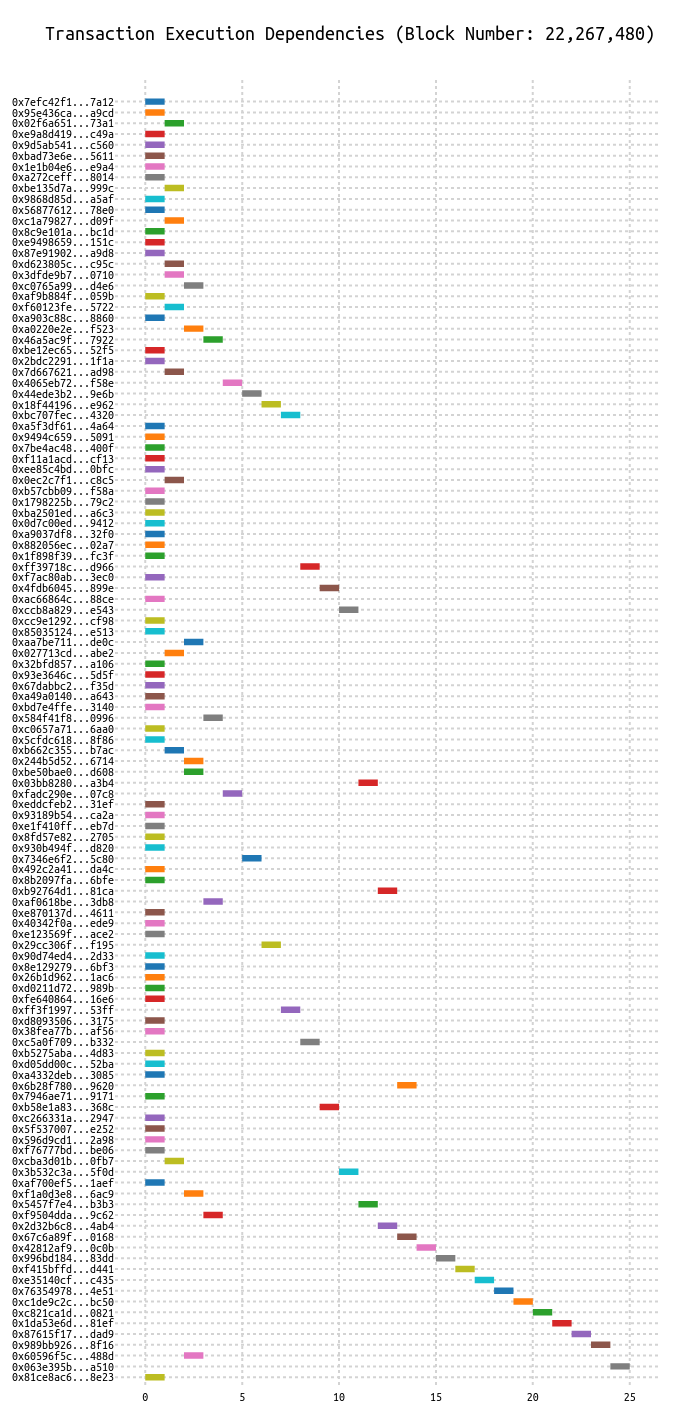 Transaction Execution Dependencies (Block Number: 22,267,480)
0x7efc42f1...7a12
0x95e436ca...a9cd
0x02f6a651...73a1
0xe9a8d419...c49a
0x9d5ab541...c560
0xbad73e6e...5611
0x1e1b04e6...e9a4
0xa272ceff...8014
0xbe135d7a...999c
0x9868d85d...a5af
0x56877612...78e0
0xc1a79827...d09f
0x8c9e101a...bc1d
0xe9498659...151c
0x87e91902...a9d8
0xd623805c...c95c
0x3dfde9b7...0710
0xc0765a99...d4e6
0xaf9b884f...059b
0xf60123fe...5722
0xa903c88c...8860
0xa0220e2e...f523
0x46a5ac9f...7922
0xbe12ec65...52f5
0x2bdc2291...1f1a
0x7d667621...ad98
0x4065eb72...f58e
0x44ede3b2...9e6b
0x18f44196...e962
0xbc707fec...4320
0xa5f3df61...4a64
0x9494c659...5091
0x7be4ac48...400f
0xf11a1acd...cf13
0xee85c4bd...0bfc
0x0ec2c7f1...c8c5
0xb57cbb09...f58a
0x1798225b...79c2
0xba2501ed...a6c3
0x0d7c00ed...9412
0xa9037df8...32f0
0x882056ec...02a7
0x1f898f39...fc3f
0xff39718c...d966
0xf7ac80ab...3ec0
0x4fdb6045...899e
0xac66864c...88ce
0xccb8a829...e543
0xcc9e1292...cf98
0x85035124...e513
0xaa7be711...de0c
0x027713cd...abe2
0x32bfd857...a106
0x93e3646c...5d5f
0x67dabbc2...f35d
0xa49a0140...a643
0xbd7e4ffe...3140
0x584f41f8...0996
0xc0657a71...6aa0
0x5cfdc618...8f86
0xb662c355...b7ac
0x244b5d52...6714
0xbe50bae0...d608
0x03bb8280...a3b4
0xfadc290e...07c8
0xeddcfeb2...31ef
0x93189b54...ca2a
0xe1f410ff...eb7d
0x8fd57e82...2705
0x930b494f...d820
0x7346e6f2...5c80
0x492c2a41...da4c
0x8b2097fa...6bfe
0xb92764d1...81ca
0xaf0618be...3db8
0xe870137d...4611
0x40342f0a...ede9
0xe123569f...ace2
0x29cc306f...f195
0x90d74ed4...2d33
0x8e129279...6bf3
0x26b1d962...1ac6
0xd0211d72...989b
0xfe640864...16e6
0xff3f1997...53ff
0xd8093506...3175
0x38fea77b...af56
0xc5a0f709...b332
0xb5275aba...4d83
0xd05dd00c...52ba
0xa4332deb...3085
0x6b28f780...9620
0x7946ae71...9171
0xb58e1a83...368c
0xc266331a...2947
0x5f537007...e252
0x596d9cd1...2a98
0xf76777bd...be06
0xcba3d01b...0fb7
0x3b532c3a...5f0d
0xaf700ef5...1aef
0xf1a0d3e8...6ac9
0x5457f7e4...b3b3
0xf9504dda...9c62
0x2d32b6c8...4ab4
0x67c6a89f...0168
0x42812af9...0c0b
0x996bd184...83dd
0xf415bffd...d441
0xe35140cf...c435
0x76354978...4e51
0xc1de9c2c...bc50
0xc821ca1d...0821
0x1da53e6d...81ef
0x87615f17...dad9
0x989bb926...8f16
0x60596f5c...488d
0x063e395b...a510
0x81ce8ac6...8e23
0 5 10 15 20 25